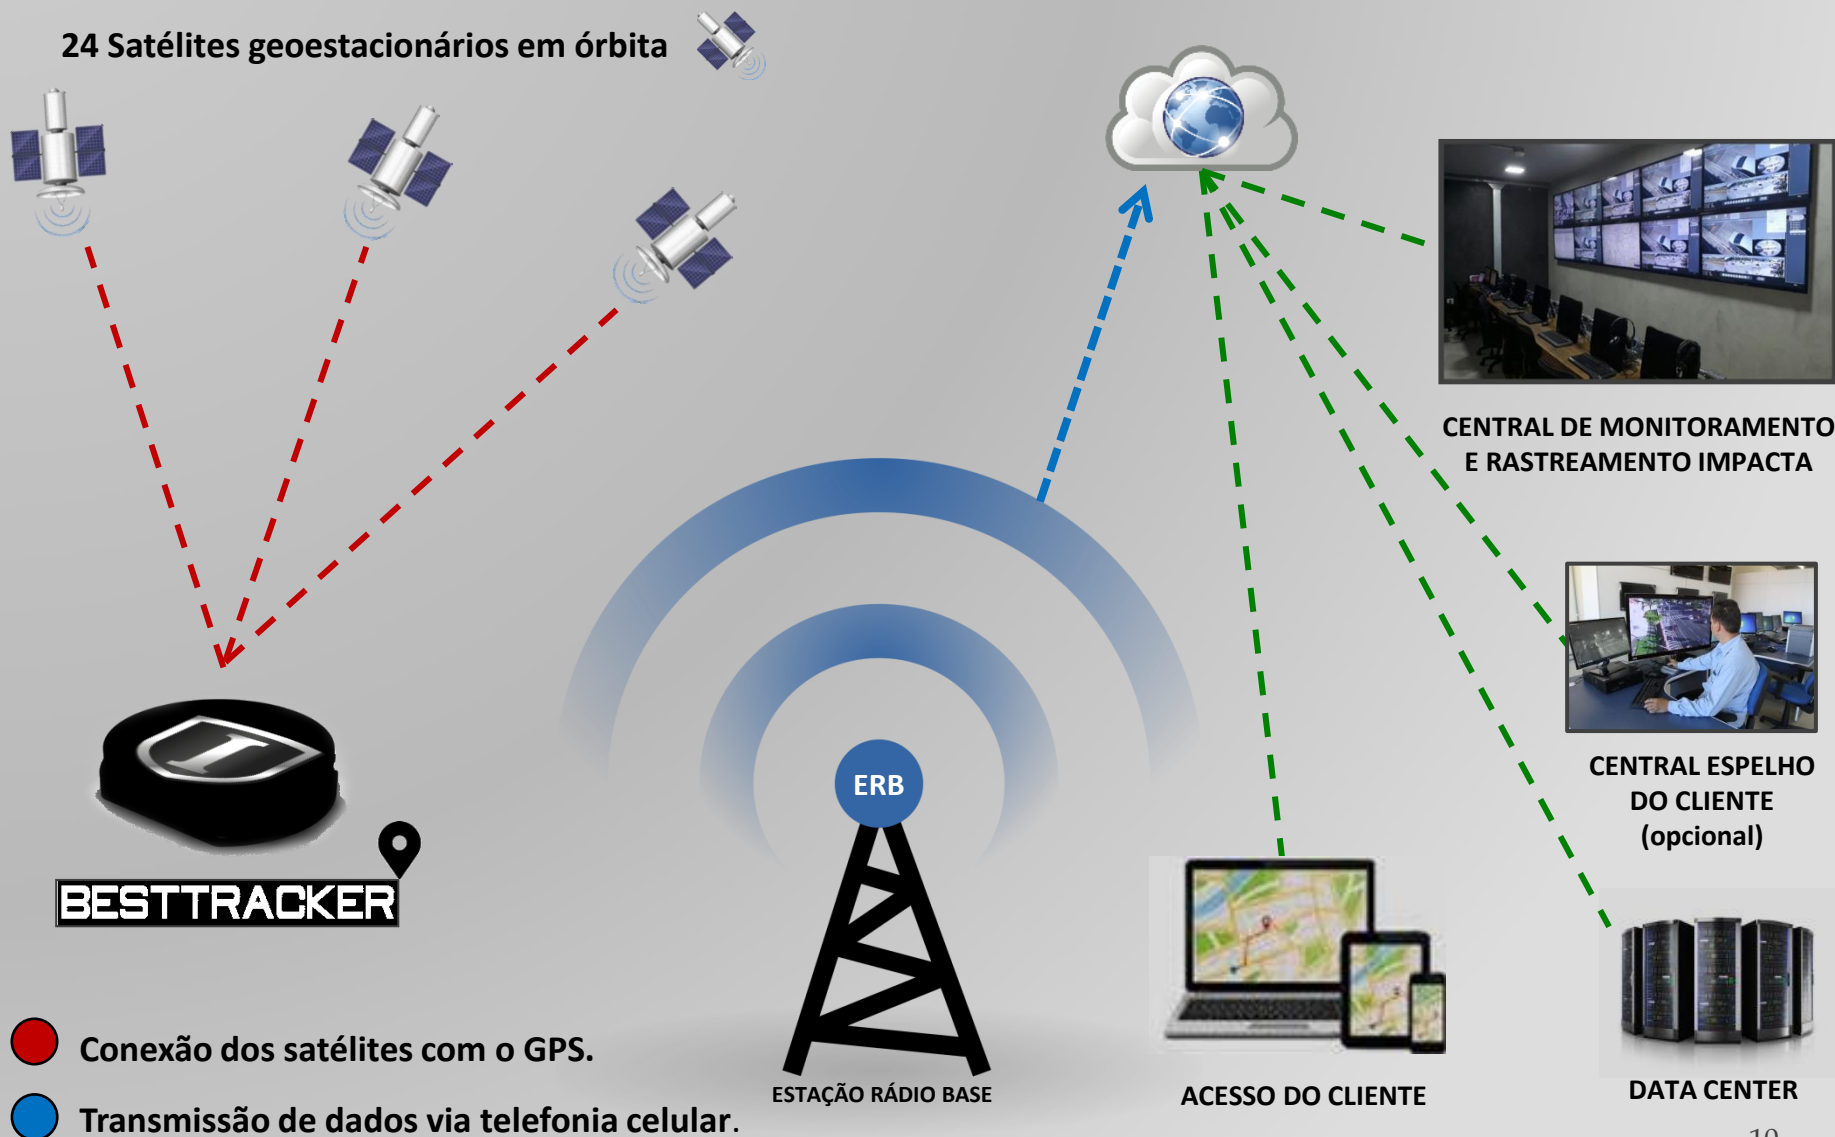 24 Satélites geoestacionários em órbita
CENTRAL DE MONITORAMENTO
E RASTREAMENTO IMPACTA
CENTRAL ESPELHO
DO CLIENTE
(opcional)
ERB
I
BESTTRACKER
Conexão dos satélites com o GPS.
Transmissão de dados via telefonia celular.
ESTAÇÃO RÁDIO BASE
ACESSO DO CLIENTE
DATA CENTER
10